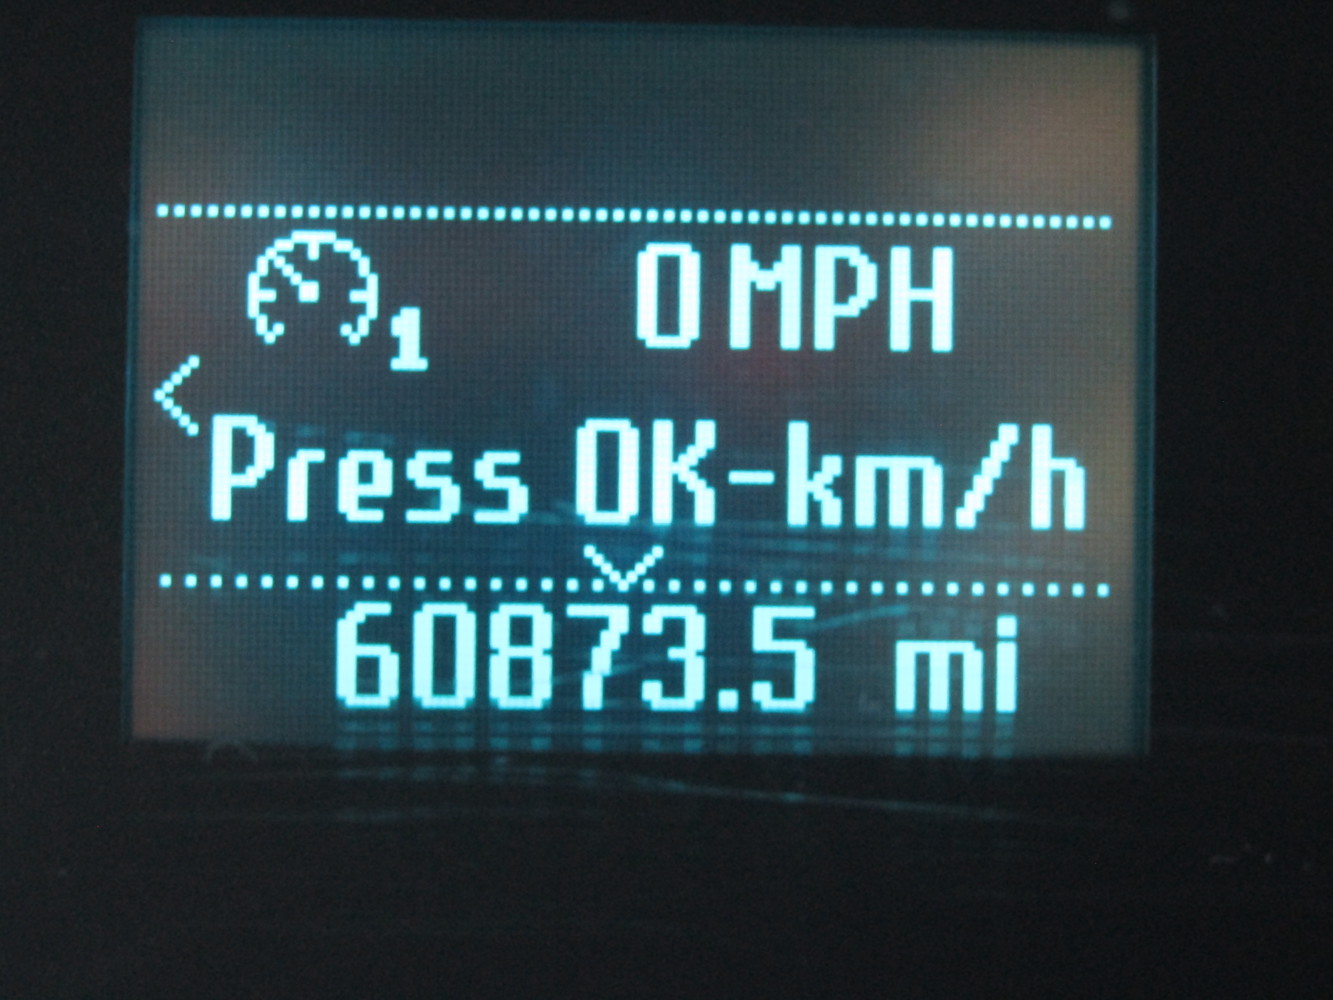 1 0 MPH
Press OK-km/h
60873.5 mi